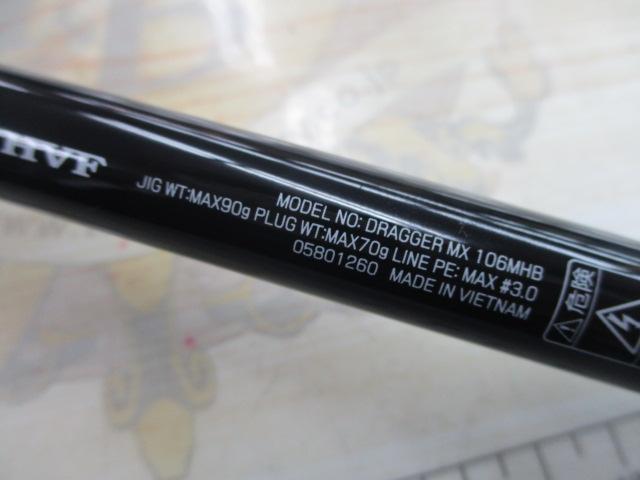 MODEL NO: DRAGGER MX 106MHB
JIG WT:MAX90g PLUG WT:MAX70g LINE PE: MAX #3.0
05801260 MADE IN VIETNAM
危険